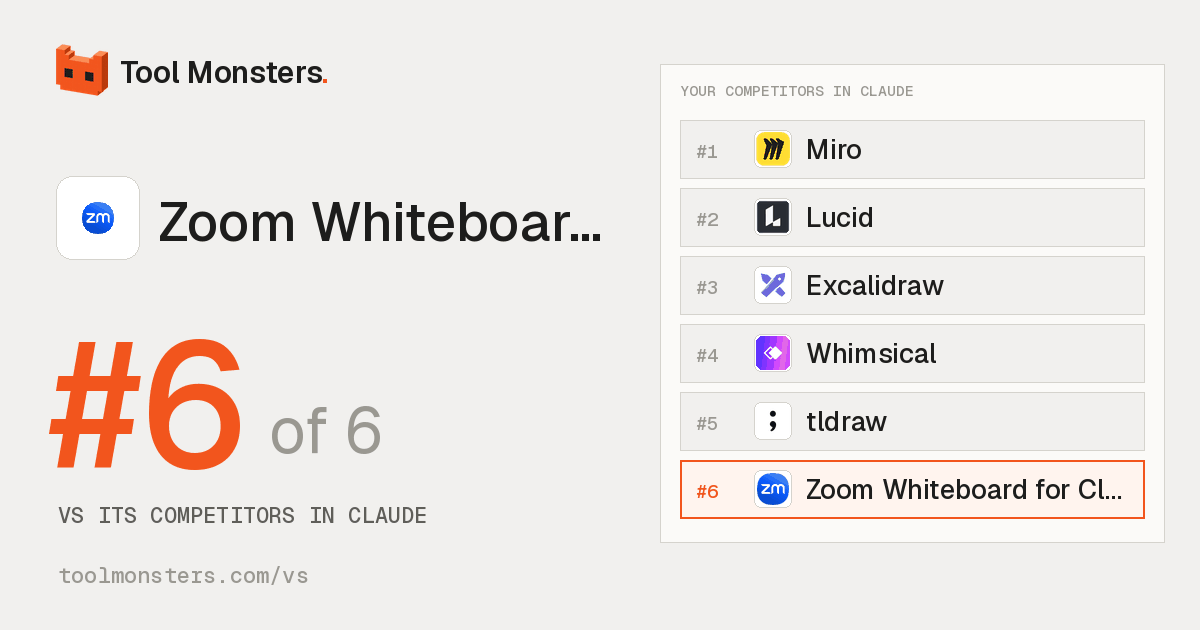 Tool Monsters.
zm
Zoom Whiteboar...
#6 of 6
VS ITS COMPETITORS IN CLAUDE
toolmonsters.com/vs
YOUR COMPETITORS IN CLAUDE
#1 Miro
#2 Lucid
#3 Excalidraw
#4 Whimsical
#5 ; tldraw
#6 zm Zoom Whiteboard for Cl...